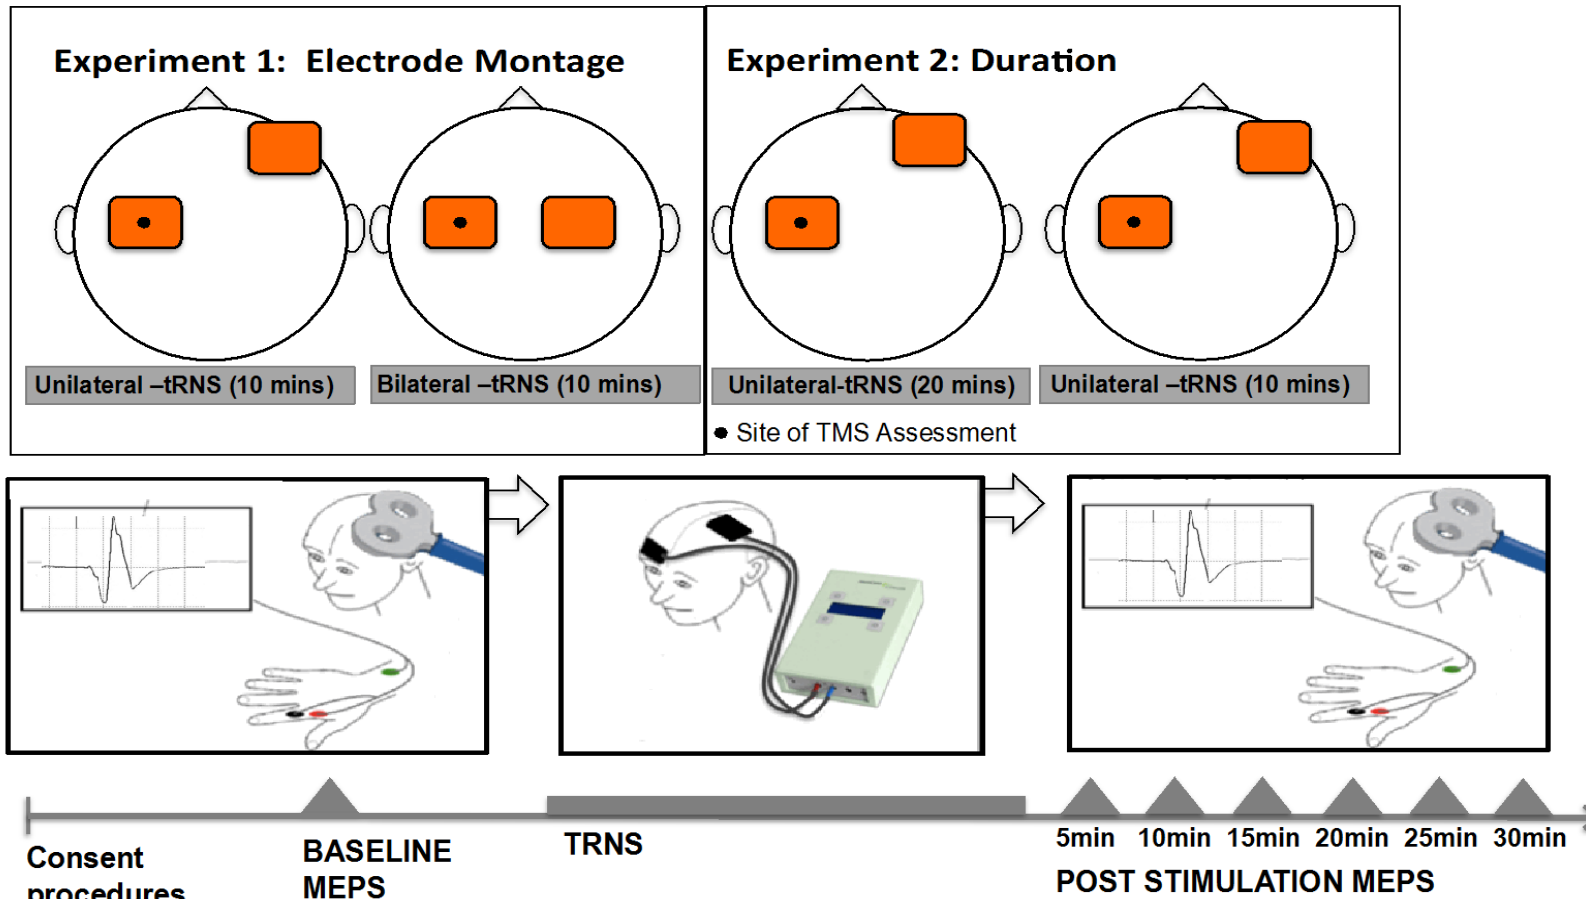 Experiment 1:  Electrode Montage
Experiment 2: Duration
Unilateral –tRNS (10 mins)
Bilateral –tRNS (10 mins)
Unilateral-tRNS (20 mins)
Unilateral –tRNS (10 mins)
Site of TMS Assessment
Consent
procedures
BASELINE
MEPS
TRNS
5min
10min
15min
20min
25min
30min
POST STIMULATION MEPS